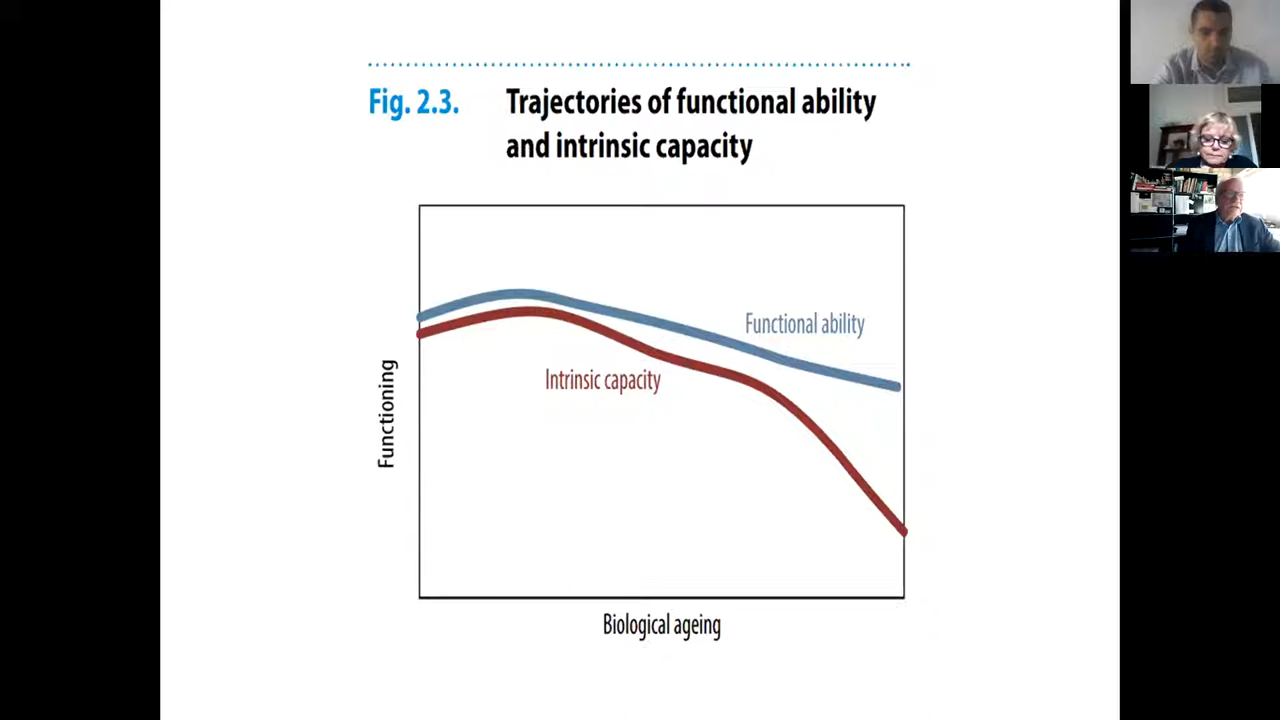 Fig. 2.3. Trajectories of functional ability
and intrinsic capacity
Functional ability
Intrinsic capacity
Functioning
Biological ageing